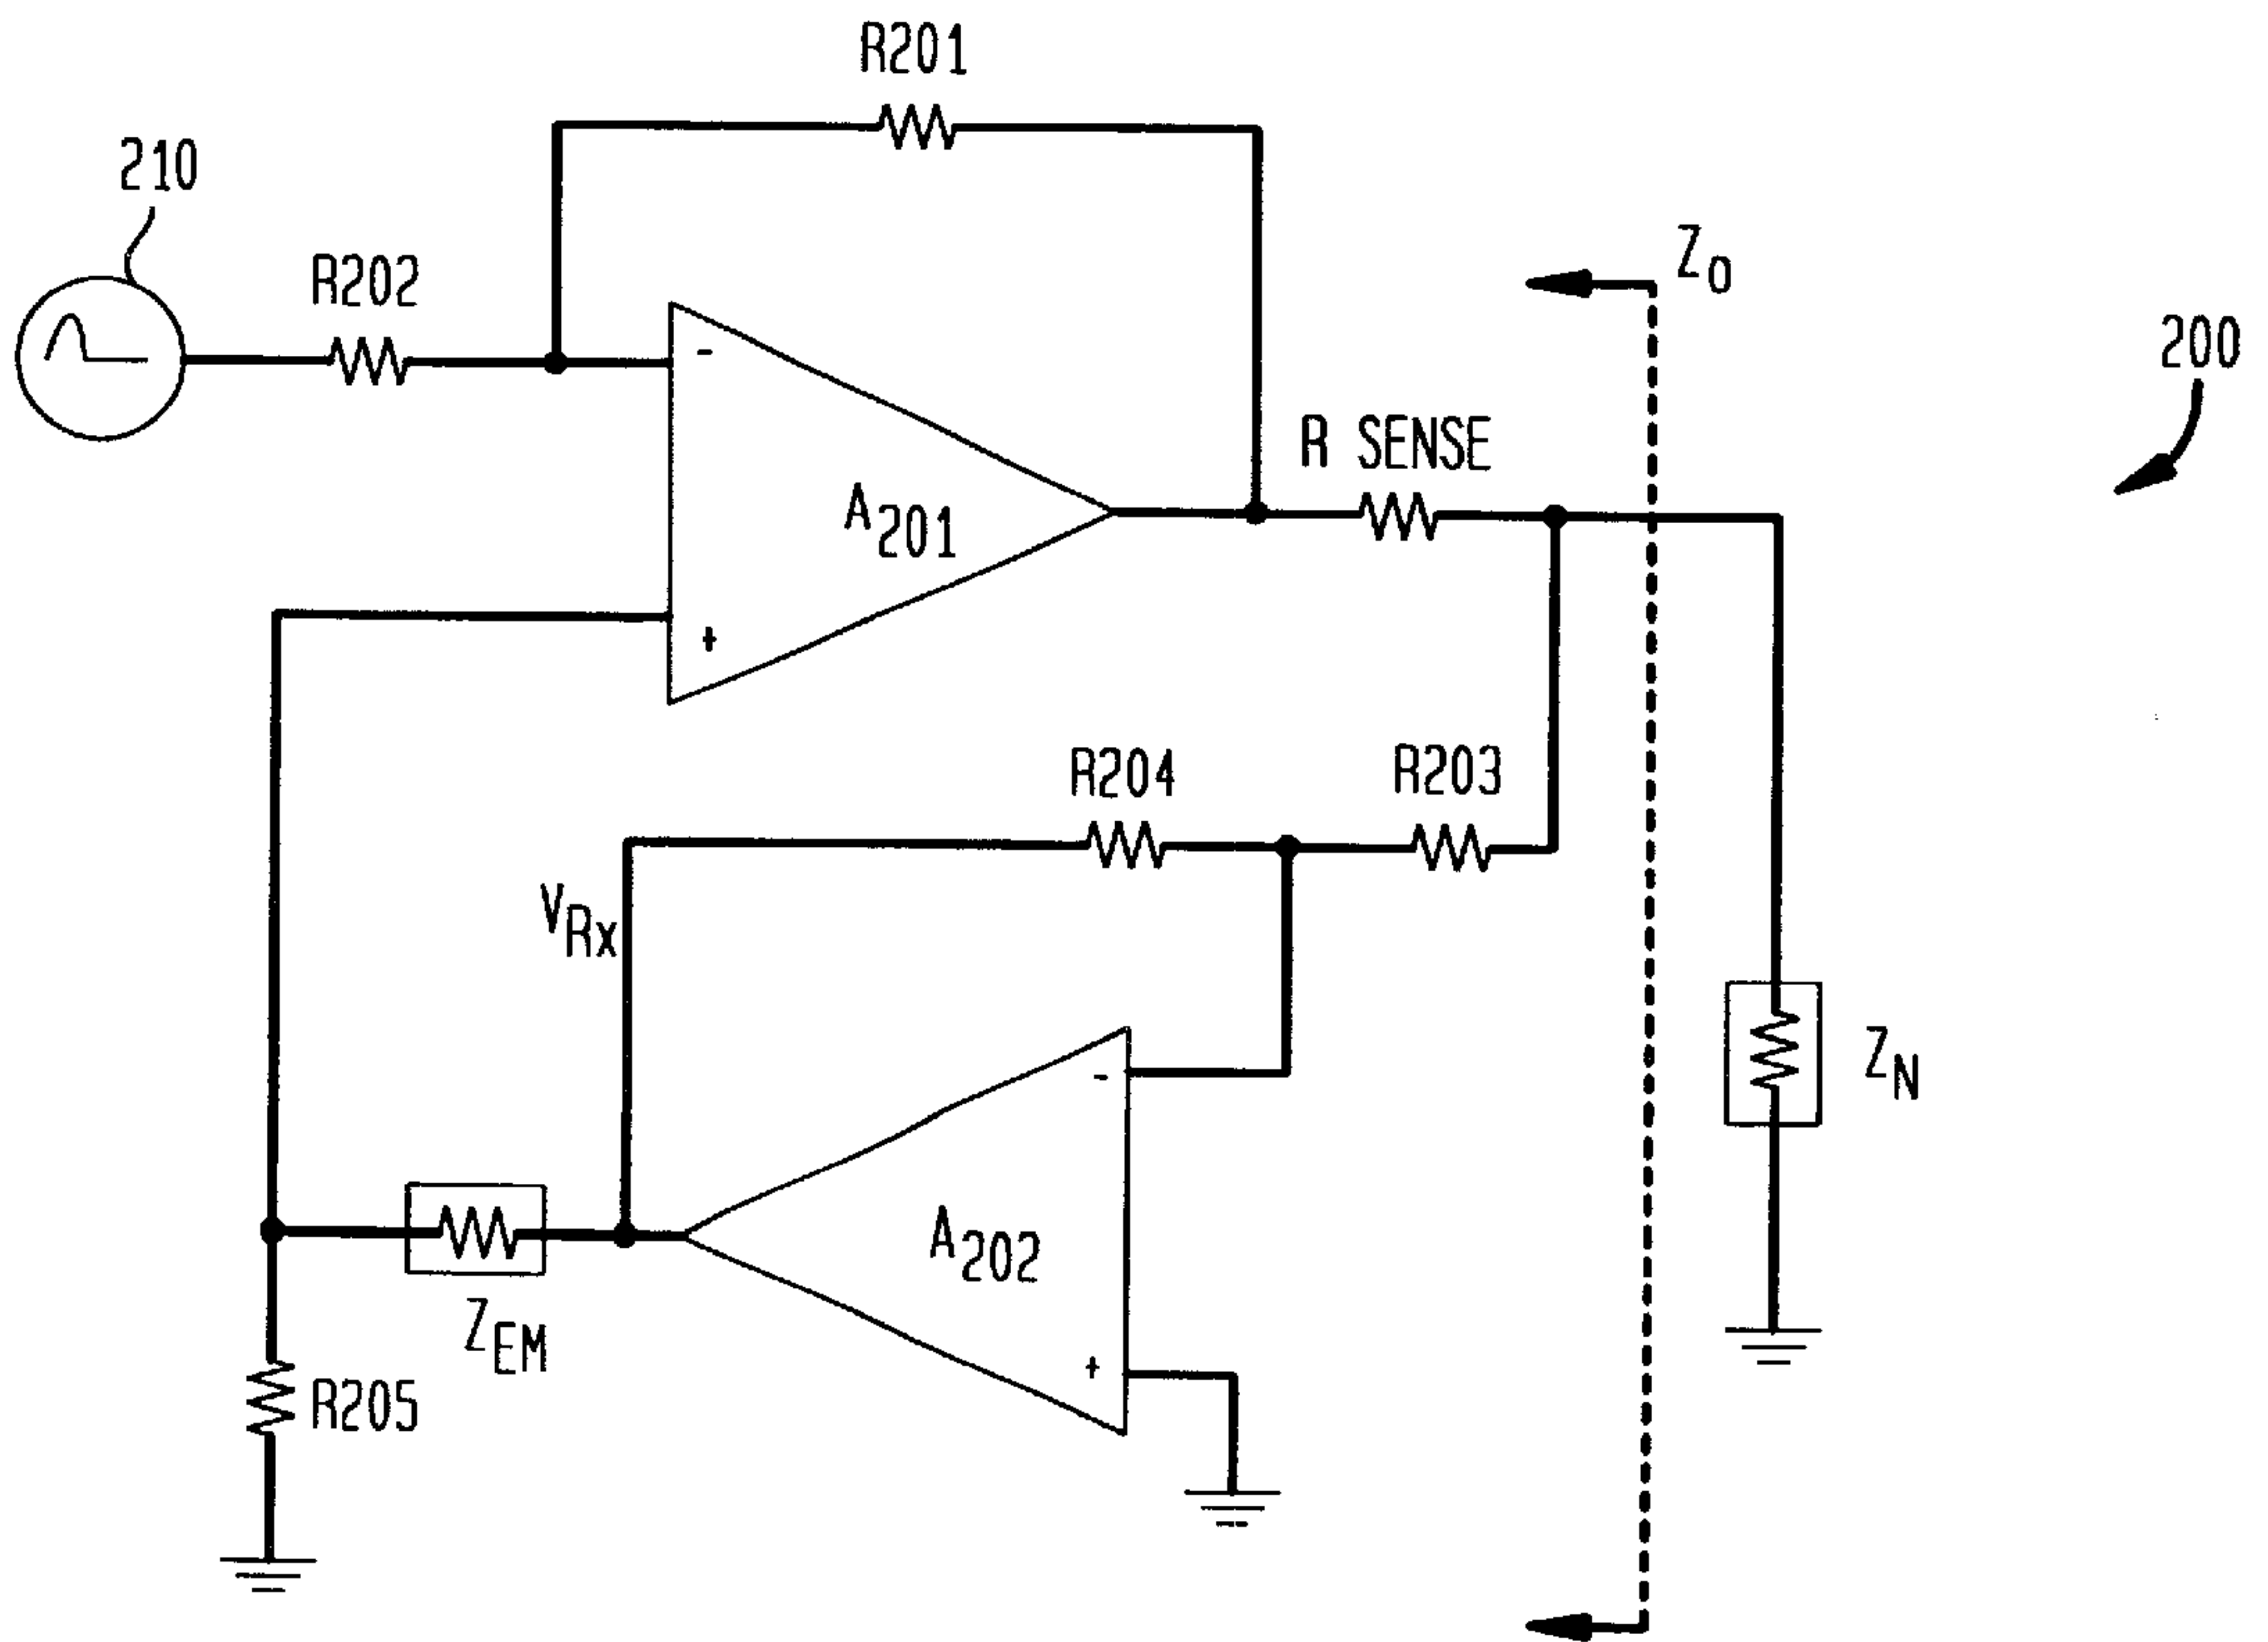 R201
210
R202
Z0
200
-
R SENSE
A201
+
R204
R203
VRx
-
ZN
A202
ZEM
+
R205